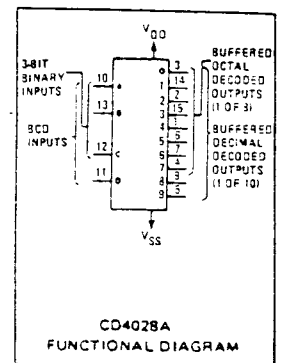 VDD
3-BIT
BINARY
INPUTS
BCD
INPUTS
10 A
13 B
12 C
11 D
0 3
1 14
2 2
3 15
4 1
5 6
6 7
7 4
8 9
9 5
BUFFERED
OCTAL
DECODED
OUTPUTS
(1 OF 8)
BUFFERED
DECIMAL
DECODED
OUTPUTS
(1 OF 10)
VSS
CD4028A
FUNCTIONAL DIAGRAM